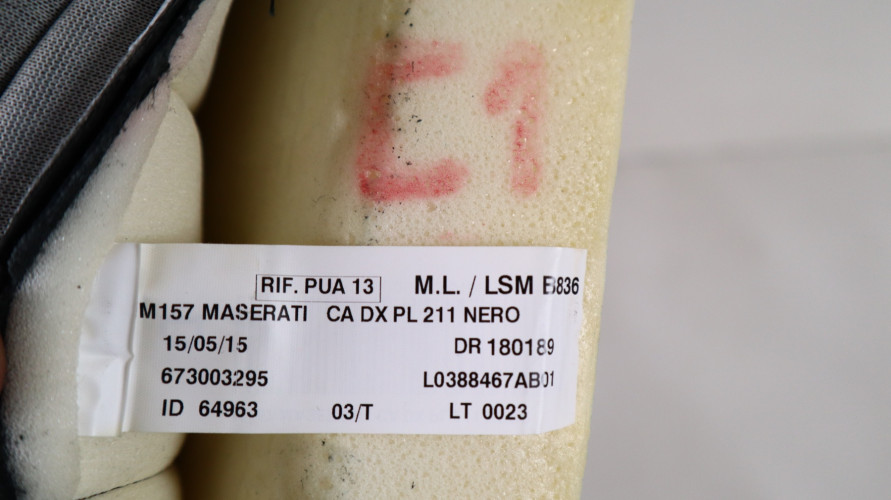 C1
RIF. PUA 13 M.L. / LSM B836
M157 MASERATI CA DX PL 211 NERO
15/05/15 DR 180189
673003295 L0388467AB01
ID 64963 03/T LT 0023